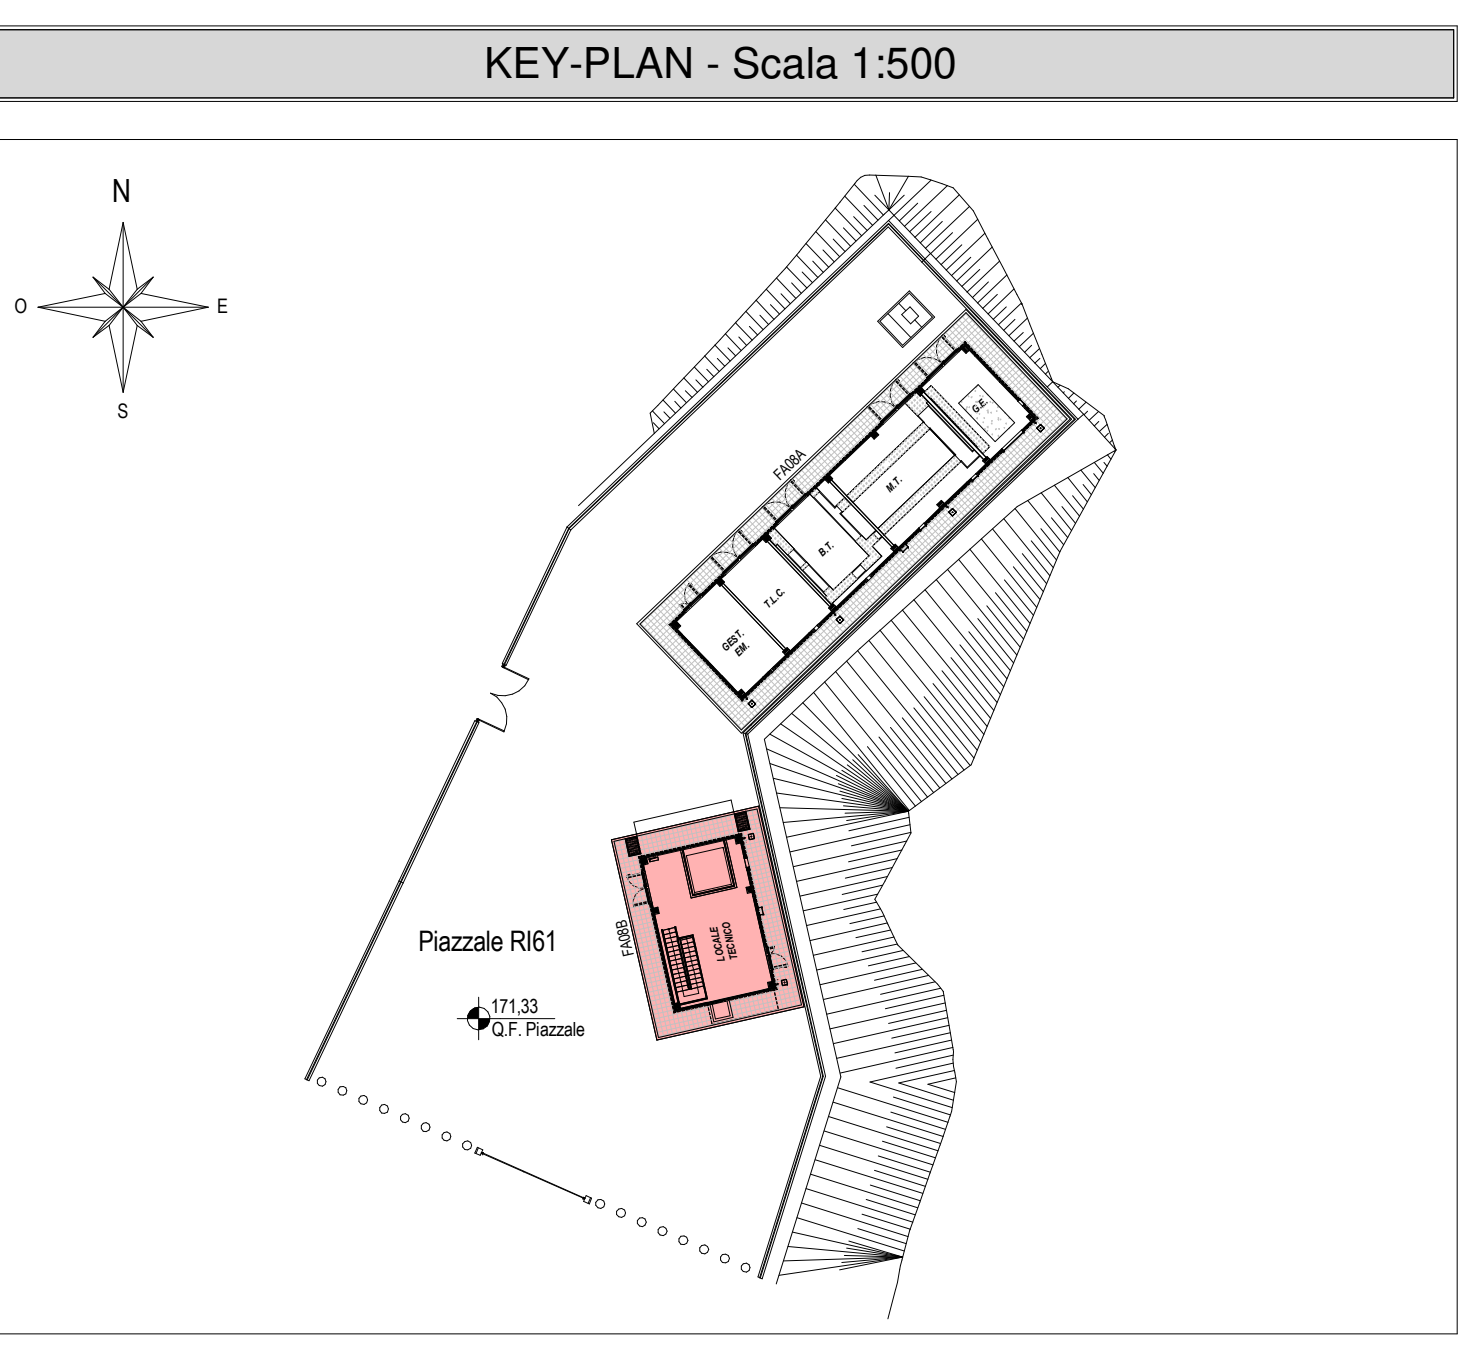 KEY-PLAN - Scala 1:500
N
O
E
S
FA08A
G.E.
M.T.
B.T.
T.L.C.
GEST.
EM.
FA08B
LOCALE
TECNICO
Piazzale RI61
171,33
Q.F. Piazzale